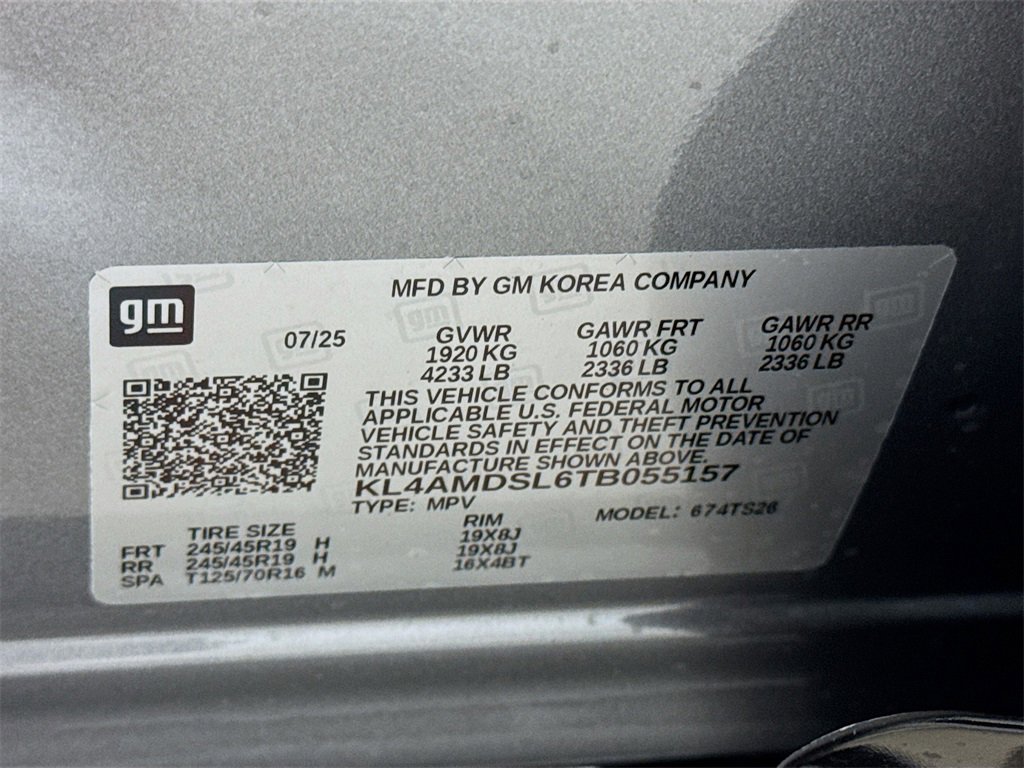 gm
MFD BY GM KOREA COMPANY
07/25
GVWR GAWR FRT GAWR RR
1920 KG 1060 KG 1060 KG
4233 LB 2336 LB 2336 LB
THIS VEHICLE CONFORMS TO ALL
APPLICABLE U.S. FEDERAL MOTOR
VEHICLE SAFETY AND THEFT PREVENTION
STANDARDS IN EFFECT ON THE DATE OF
MANUFACTURE SHOWN ABOVE.
KL4AMDSL6TB055157
TYPE: MPV MODEL: 674TS26
TIRE SIZE RIM
FRT 245/45R19 H 19X8J
RR 245/45R19 H 19X8J
SPA T125/70R16 M 16X4BT